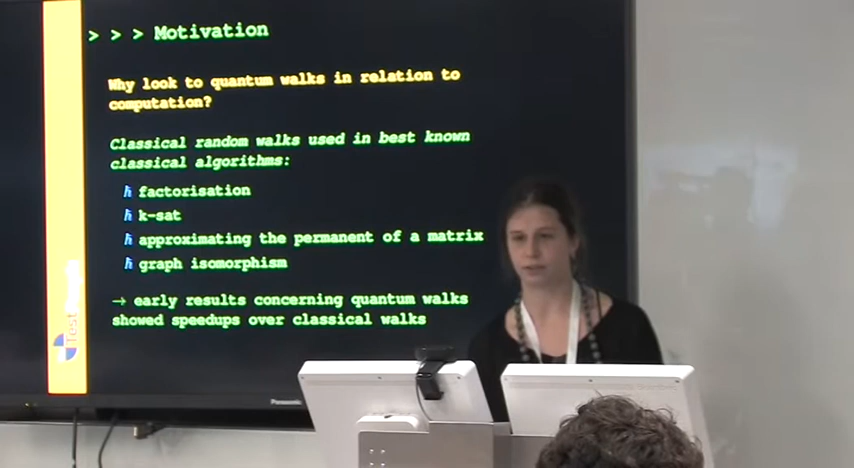 > > > Motivation
Why look to quantum walks in relation to
computation?
Classical random walks used in best known
classical algorithms:
ℏ factorisation
ℏ k-sat
ℏ approximating the permanent of a matrix
ℏ graph isomorphism
→ early results concerning quantum walks
showed speedups over classical walks
Panasonic